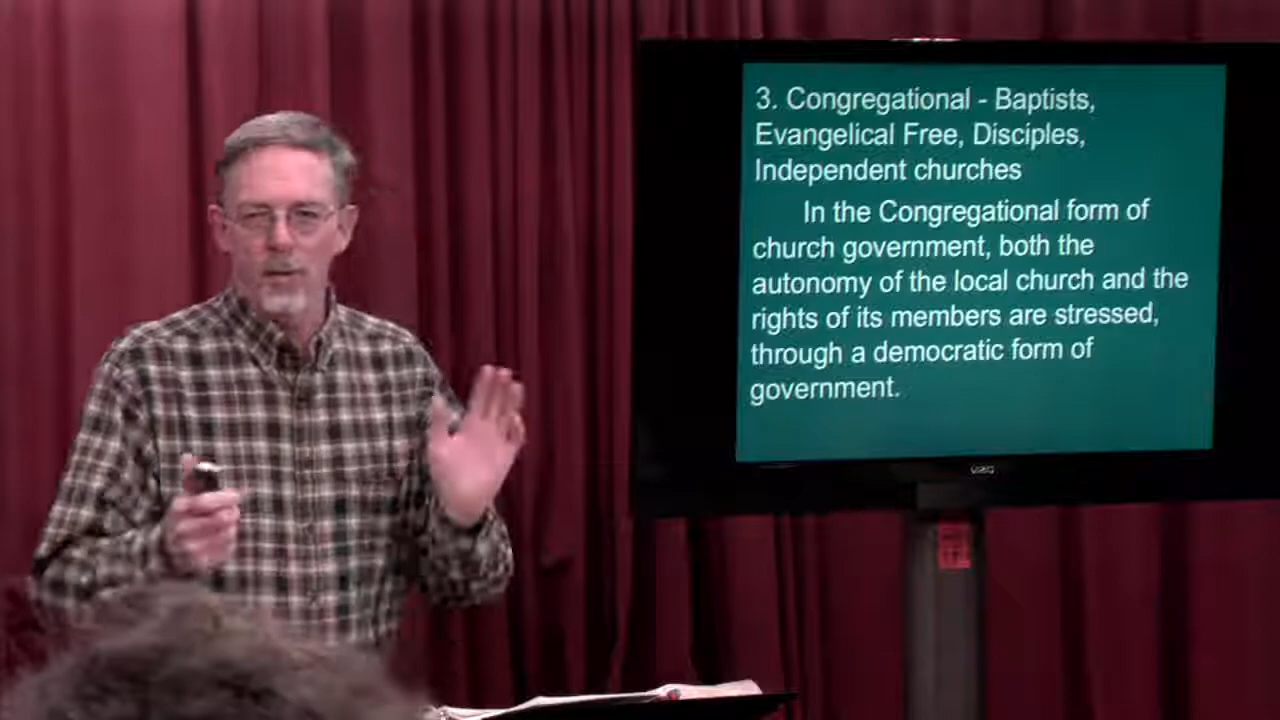 3. Congregational - Baptists,
Evangelical Free, Disciples,
Independent churches
In the Congregational form of
church government, both the
autonomy of the local church and the
rights of its members are stressed,
through a democratic form of
government.